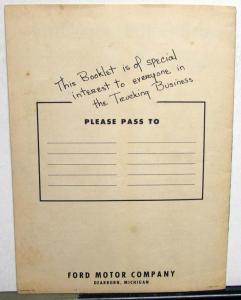 This Booklet is of special
interest to everyone in
the Trucking Business
PLEASE PASS TO
FORD MOTOR COMPANY
DEARBORN, MICHIGAN